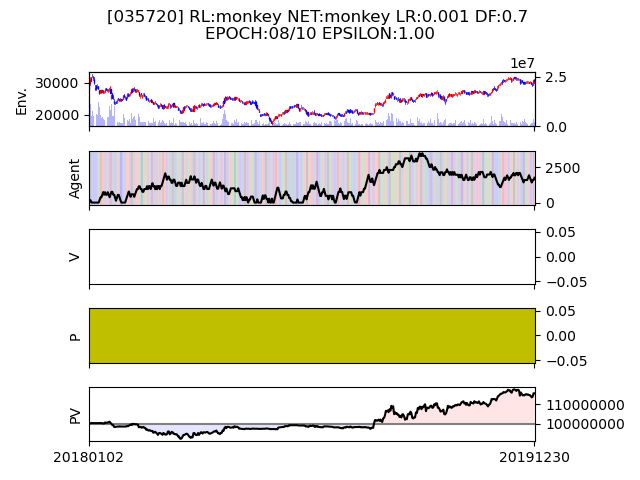 [035720] RL:monkey NET:monkey LR:0.001 DF:0.7
EPOCH:08/10 EPSILON:1.00
1e7
Env.
30000
20000
2.5
0.0
Agent
2500
0
V
0.05
0.00
−0.05
P
0.05
0.00
−0.05
PV
110000000
100000000
20180102
20191230